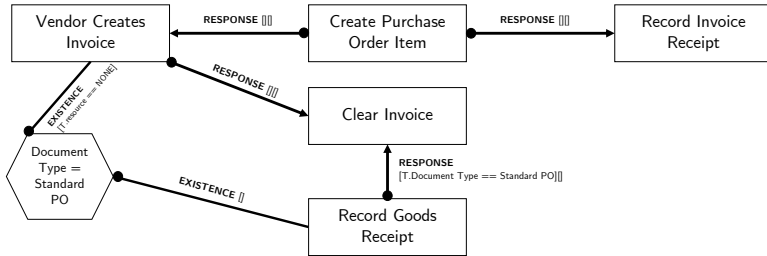 Vendor Creates
Invoice
RESPONSE [][]
Create Purchase
Order Item
RESPONSE [][]
Record Invoice
Receipt
EXISTENCE
[T.resource == NONE]
RESPONSE [][]
Clear Invoice
Document
Type =
Standard
PO
RESPONSE
[T.Document Type == Standard PO][]
EXISTENCE []
Record Goods
Receipt